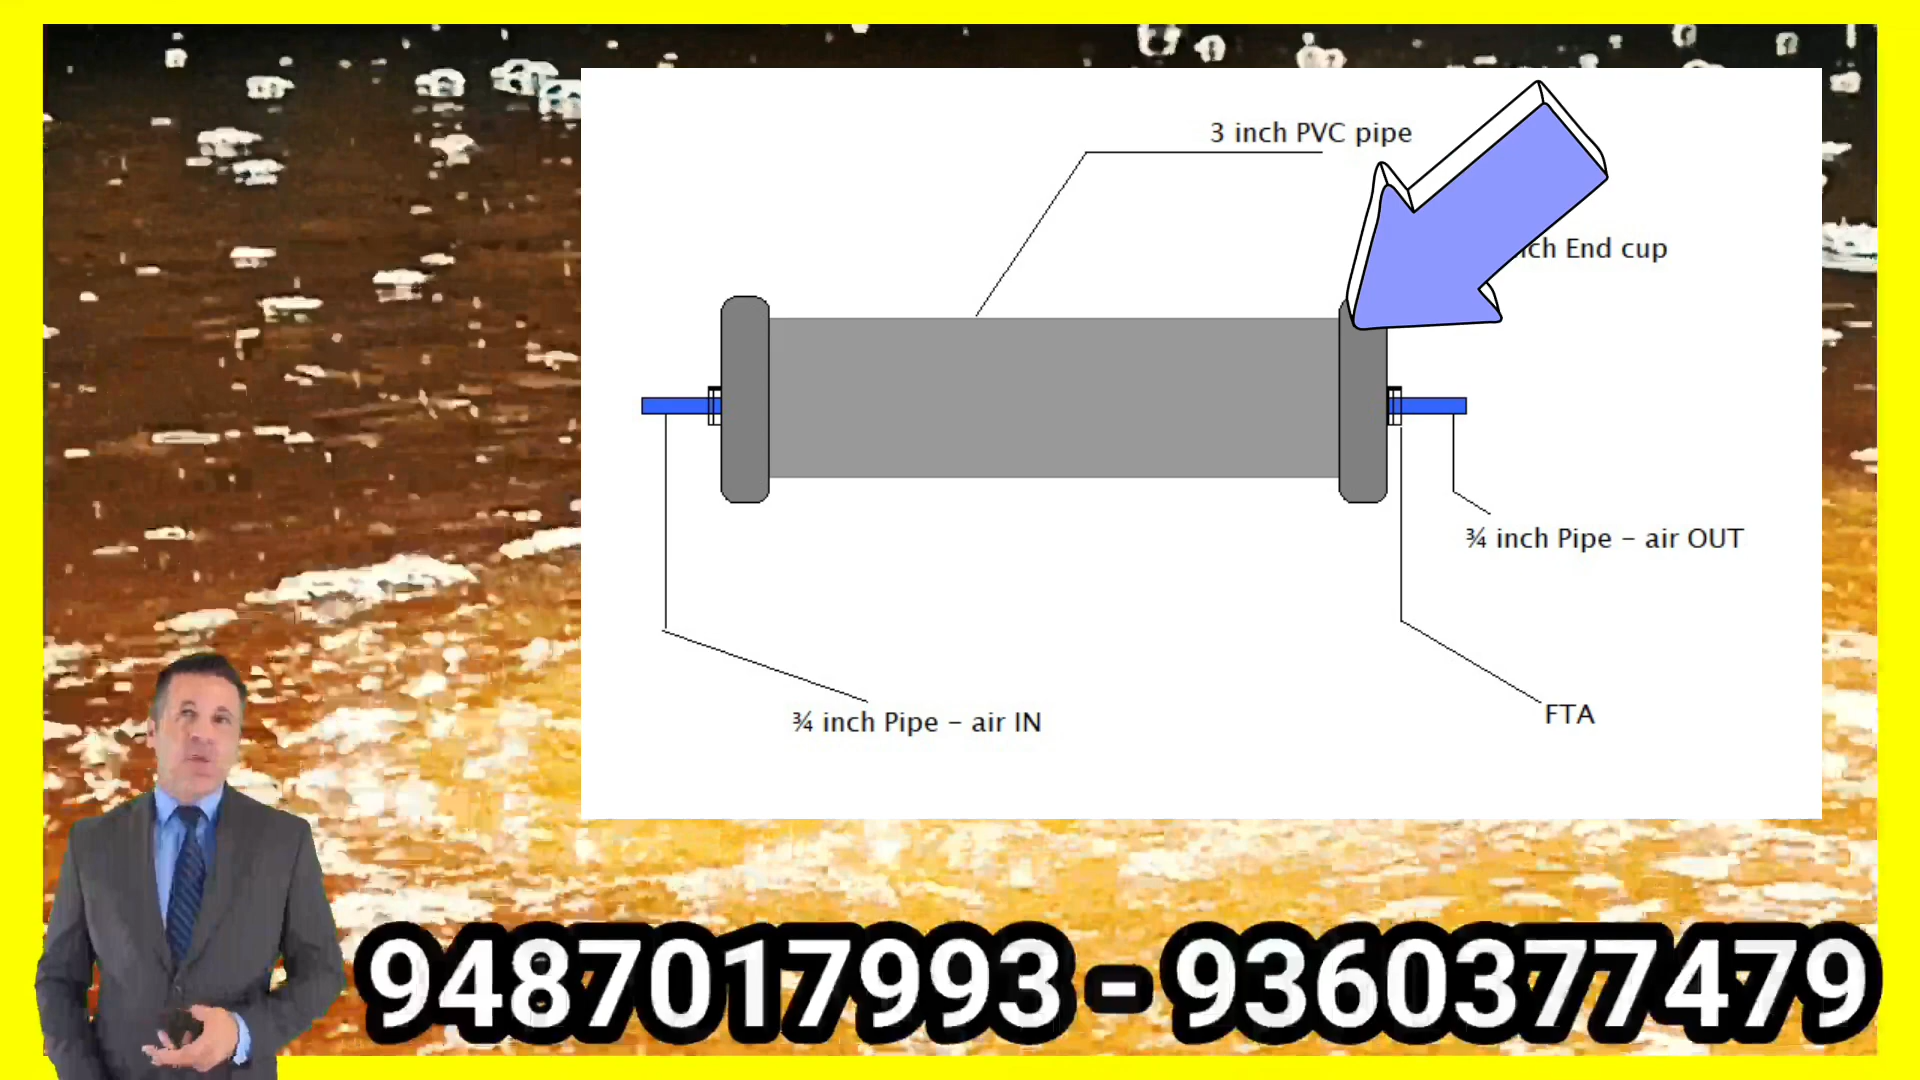 3 inch PVC pipe
End cup
¾ inch Pipe – air OUT
FTA
¾ inch Pipe – air IN
9487017993 - 9360377479